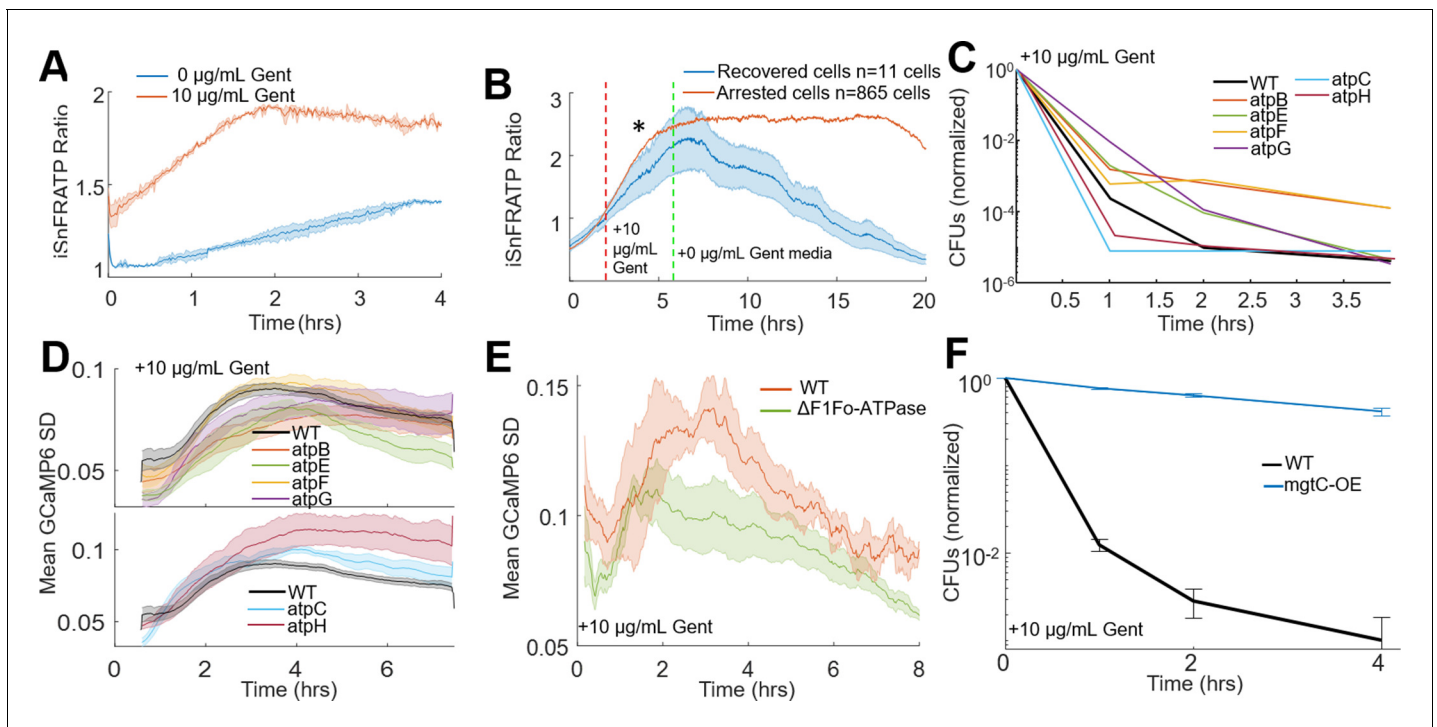 A
0 µg/mL Gent
10 µg/mL Gent
iSnFRATP Ratio
2
1.5
1
0
1
2
3
4
Time (hrs)
B
Recovered cells n=11 cells
Arrested cells n=865 cells
iSnFRATP Ratio
3
2
1
*
+10
µg/mL
Gent
+0 µg/mL Gent media
0
5
10
15
20
Time (hrs)
C
+10 µg/mL Gent
WT
atpB
atpE
atpF
atpG
atpC
atpH
CFUs (normalized)
10^0
10^-2
10^-4
10^-6
0.5
1
1.5
2
2.5
3
3.5
Time (hrs)
D
+10 µg/mL Gent
Mean GCaMP6 SD
0.1
0.05
WT
atpB
atpE
atpF
atpG
0.1
0.05
WT
atpC
atpH
0
2
4
6
Time (hrs)
E
WT
ΔF1Fo-ATPase
Mean GCaMP6 SD
0.15
0.1
0.05
+10 µg/mL Gent
0
2
4
6
8
Time (hrs)
F
CFUs (normalized)
10^0
10^-2
WT
mgtC-OE
+10 µg/mL Gent
0
2
4
Time (hrs)